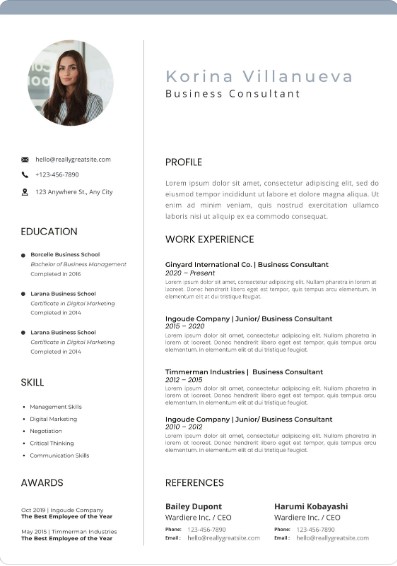 Korina Villanueva
Business Consultant
hello@reallygreatsite.com
+123-456-7890
123 Anywhere St., Any City
EDUCATION
Borcelle Business School
Bachelor of Business Management
Completed in 2016
Larana Business School
Certificate in Digital Marketing
Completed in 2014
Larana Business School
Certificate in Digital Marketing
Completed in 2014
SKILL
Management Skills
Digital Marketing
Negotiation
Critical Thinking
Communication Skills
AWARDS
Oct 2019 | Ingoude Company
The Best Employee of the Year
May 2015 | Timmerman Industries
The Best Employee of the Year
PROFILE
Lorem ipsum dolor sit amet, consectetur adipiscing elit, sed do
eiusmod tempor incididunt ut labore et dolore magna aliqua. Ut
enim ad minim veniam, quis nostrud exercitation ullamco
laboris nisi ut aliquip ex ea commodo consequat.
WORK EXPERIENCE
Ginyard International Co. | Business Consultant
2020 – Present
Lorem ipsum dolor sit amet, consectetur adipiscing elit. Nullam pharetra in
lorem at laoreet. Donec hendrerit libero eget est tempor, quis tempus arcu elementum.
In elementum elit at dui tristique feugiat.
Ingoude Company | Junior/ Business Consultant
2015 – 2020
Lorem ipsum dolor sit amet, consectetur adipiscing elit. Nullam pharetra in
lorem at laoreet. Donec hendrerit libero eget est tempor, quis tempus arcu
elementum. In elementum elit at dui tristique feugiat.
Timmerman Industries | Business Consultant
2012 – 2015
Lorem ipsum dolor sit amet, consectetur adipiscing elit. Nullam pharetra in
lorem at laoreet. Donec hendrerit libero eget est tempor, quis tempus arcu
elementum. In elementum elit at dui tristique feugiat.
Ingoude Company | Junior/ Business Consultant
2010 – 2012
Lorem ipsum dolor sit amet, consectetur adipiscing elit. Nullam pharetra in
lorem at laoreet. Donec hendrerit libero eget est tempor, quis tempus arcu
elementum. In elementum elit at dui tristique feugiat.
REFERENCES
Bailey Dupont
Wardiere Inc. / CEO
Phone: 123-456-7890
Email : hello@reallygreatsite.com
Harumi Kobayashi
Wardiere Inc. / CEO
Phone: 123-456-7890
Email : hello@reallygreatsite.com